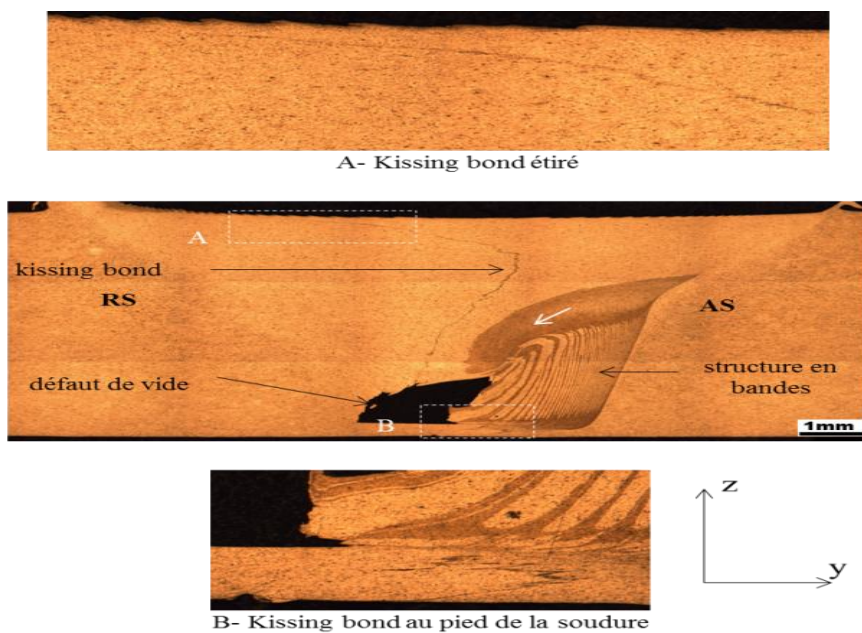 A- Kissing bond étiré
A
kissing bond
RS
AS
défaut de vide
structure en
bandes
B
1mm
z
y
B- Kissing bond au pied de la soudure